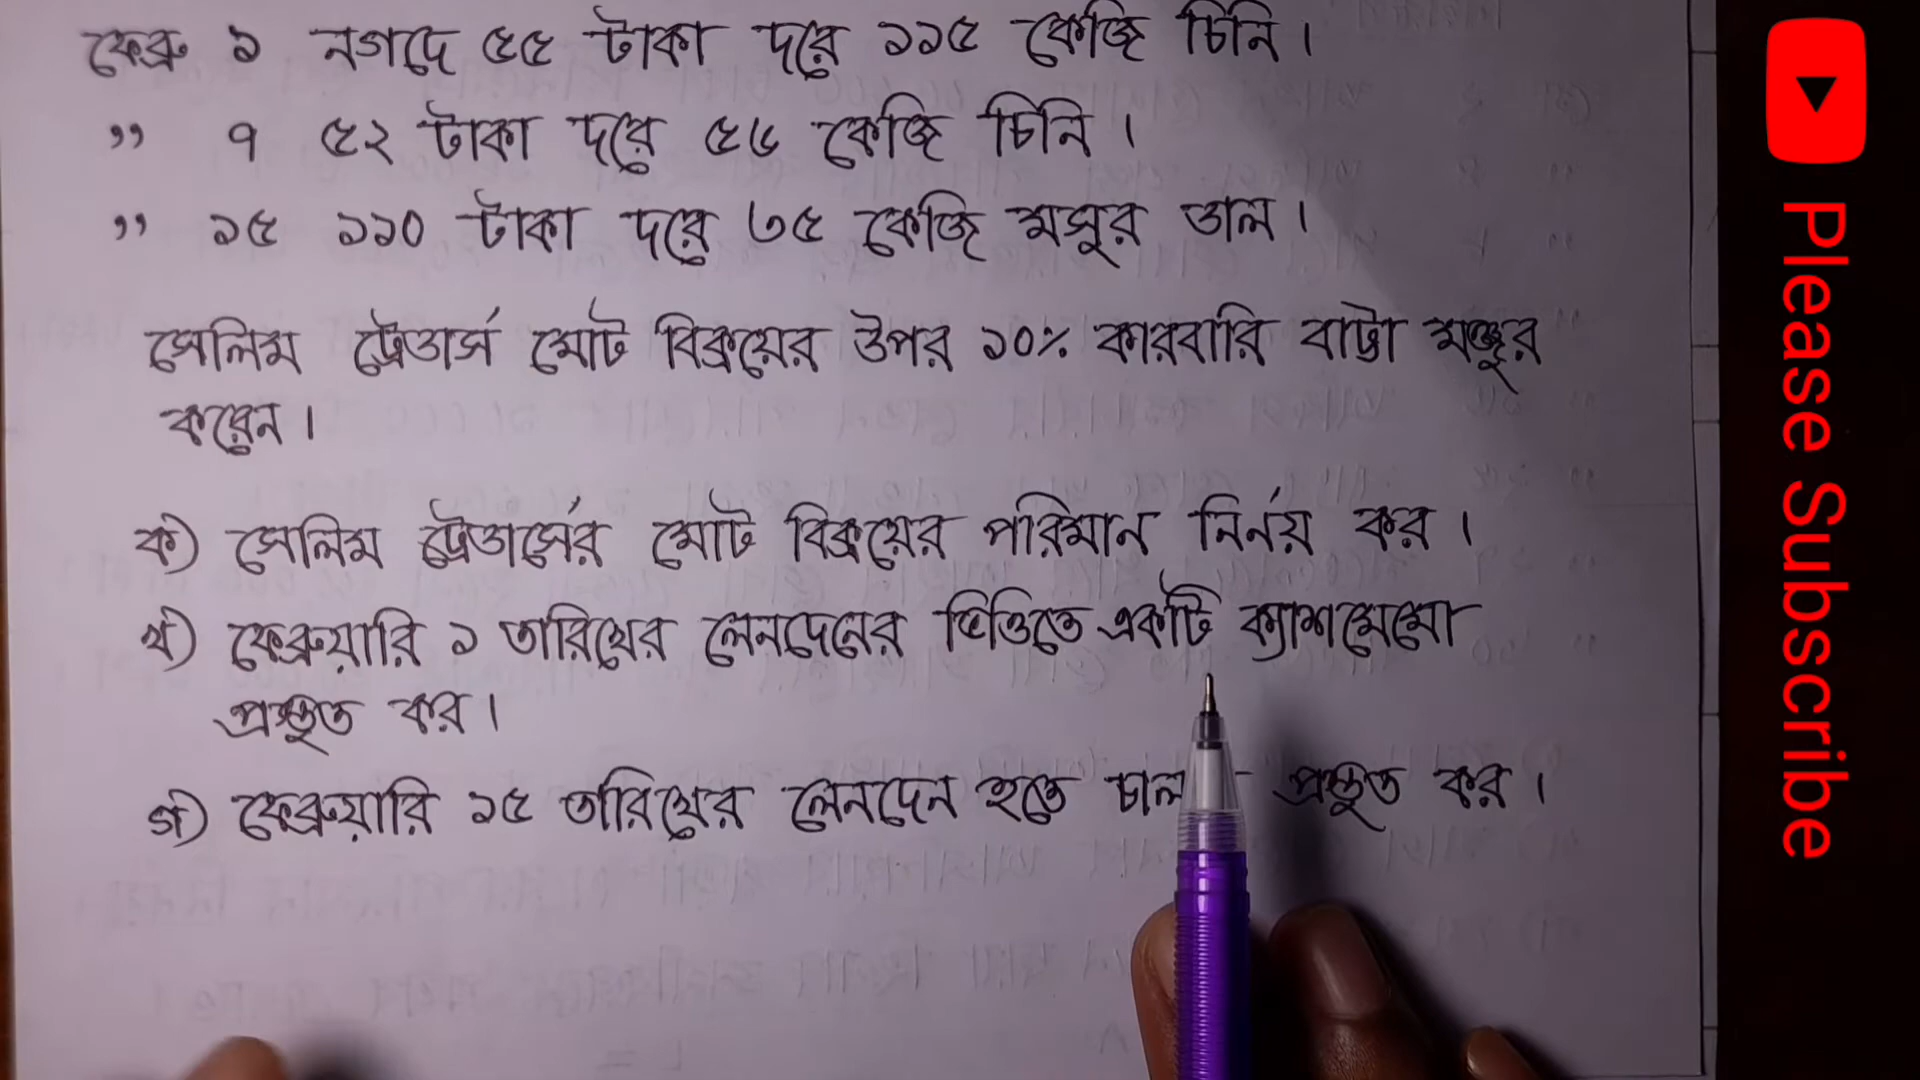 ফেব্রু ১ নগদে ৫৫ টাকা দরে ১১৫ কেজি চিনি।
” ৭ ৫২ টাকা দরে ৫৬ কেজি চিনি।
” ১৫ ১১০ টাকা দরে ৩৫ কেজি মসুর ডাল।
সেলিম ট্রেডার্স মোট বিক্রয়ের উপর ১০% কারবারি বাট্টা মঞ্জুর
করেন।
ক) সেলিম ট্রেডার্সের মোট বিক্রয়ের পরিমান নির্নয় কর।
খ) ফেব্রুয়ারি ১ তারিখের লেনদেনের ভিত্তিতে একটি ক্যাশমেমো
প্রস্তুত কর।
গ) ফেব্রুয়ারি ১৫ তারিখের লেনদেন হতে প্রস্তুত কর।
Please Subscribe